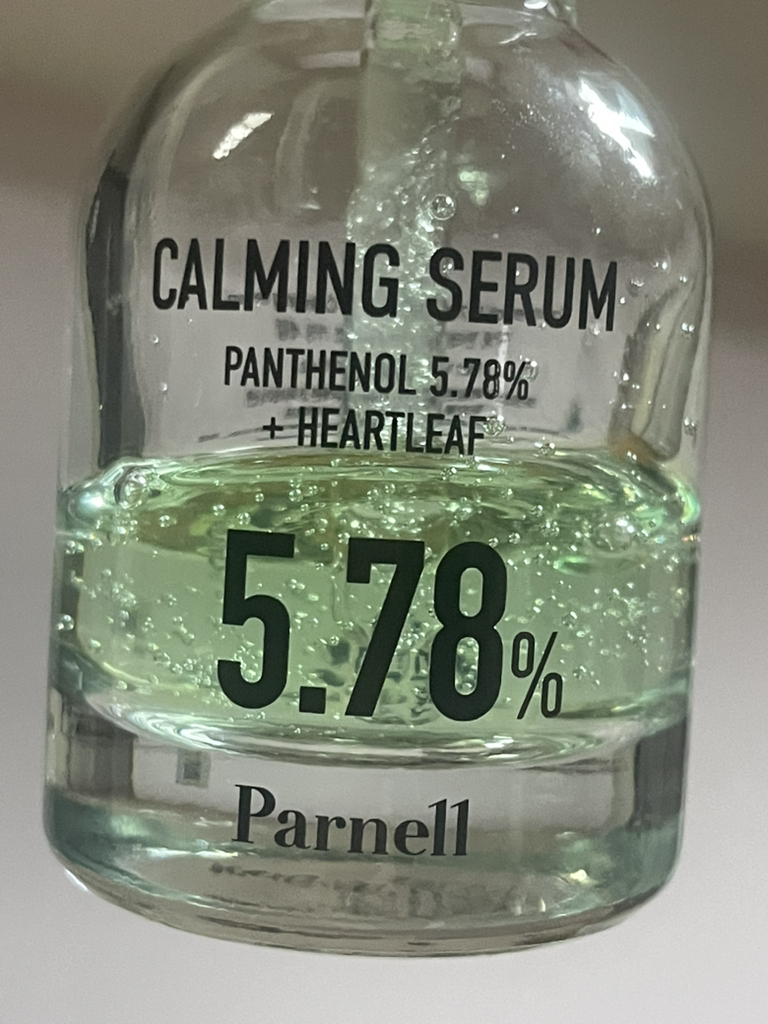 CALMING SERUM
PANTHENOL 5.78%
+ HEARTLEAF
5.78%
Parnell